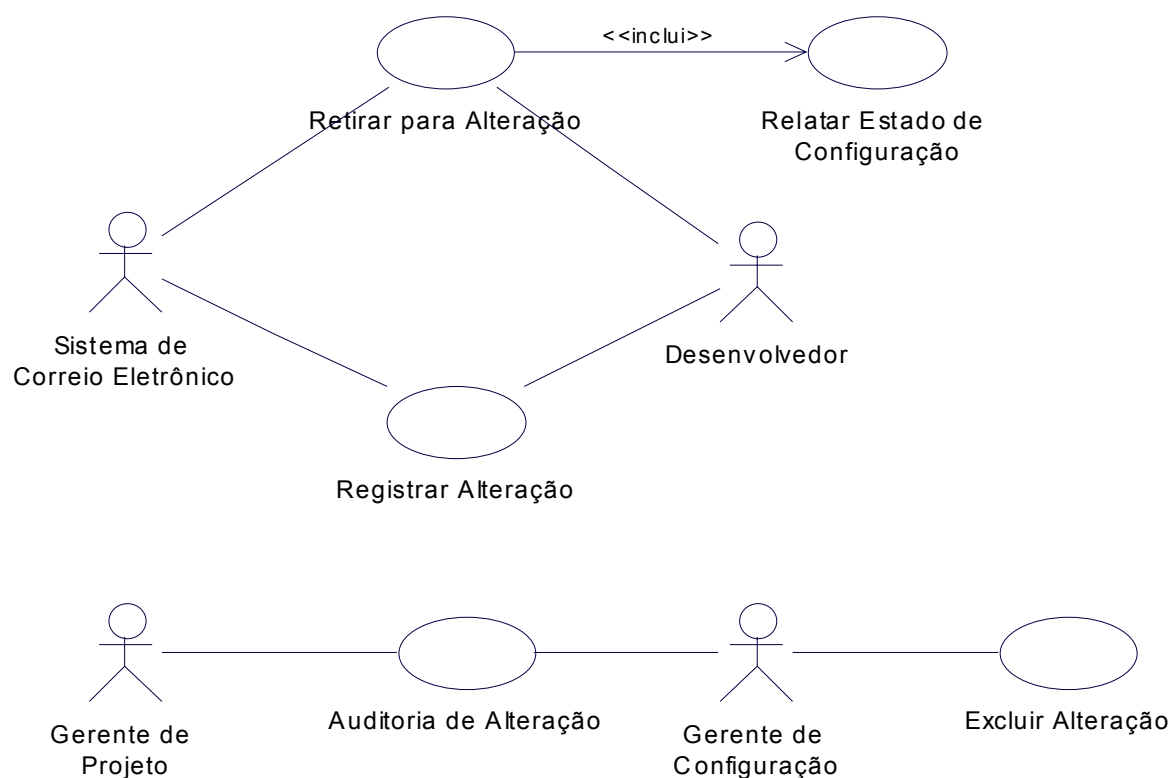 <<inclui>>
Retirar para Alteração
Relatar Estado de
Configuração
Sistema de
Correio Eletrônico
Desenvolvedor
Registrar Alteração
Gerente de
Projeto
Auditoria de Alteração
Gerente de
Configuração
Excluir Alteração